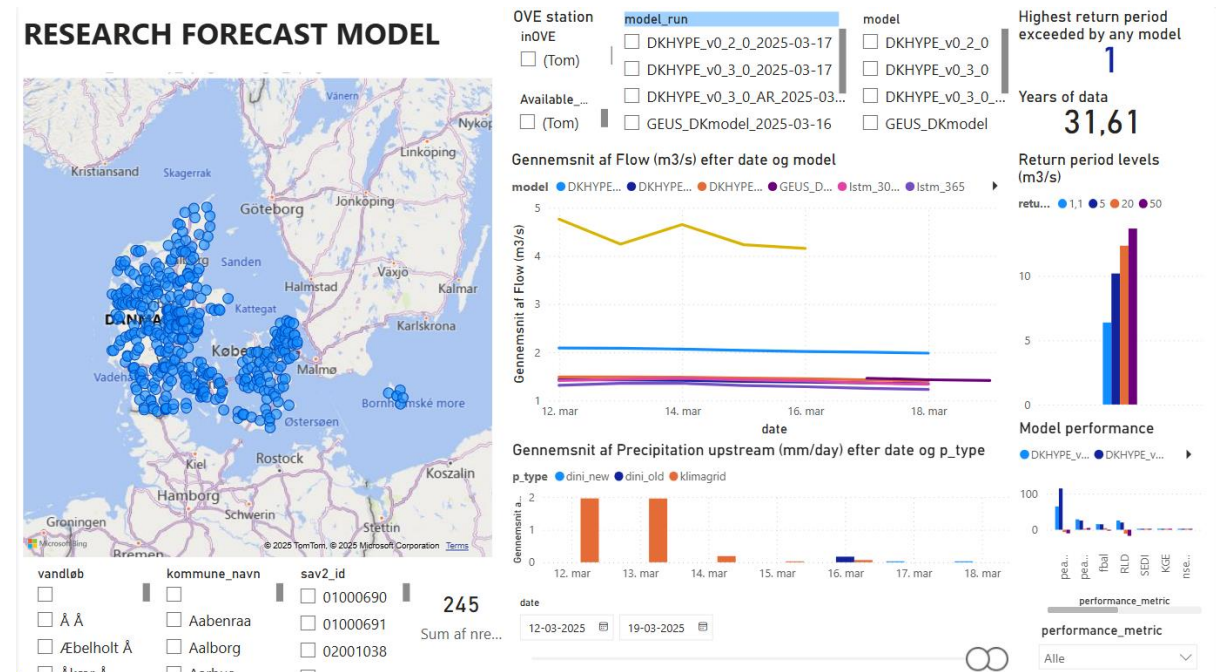 RESEARCH FORECAST MODEL
OVE station
inOVE
(Tom)
Available_...
(Tom)
model_run
DKHYPE_v0_2_0_2025-03-17
DKHYPE_v0_3_0_2025-03-17
DKHYPE_v0_3_0_AR_2025-03...
GEUS_DKmodel_2025-03-16
model
DKHYPE_v0_2_0
DKHYPE_v0_3_0
DKHYPE_v0_3_0_...
GEUS_DKmodel
Highest return period
exceeded by any model
1
Years of data
31,61
Vänern
Linköping
Kristiansand
Skagerrak
Göteborg
Jönköping
Sanden
Växjö
Halmstad
Kalmar
Kattegat
Karlskrona
Malmø
Østersøen
Rostock
Kiel
Koszalin
Hamborg
Schwerin
Stettin
Groningen
Bremen
Microsoft Bing
© 2025 TomTom, © 2025 Microsoft Corporation Terms
Gennemsnit af Flow (m3/s) efter date og model
model DKHYPE... DKHYPE... DKHYPE... GEUS_D... lstm_30... lstm_365
Gennemsnit af Flow (m3/s)
5
4
3
2
1
12. mar 14. mar 16. mar 18. mar
date
Return period levels
(m3/s)
retu... 1,1 5 20 50
10
5
0
Gennemsnit af Precipitation upstream (mm/day) efter date og p_type
p_type dini_new dini_old klimagrid
Gennemsnit a...
2
1
0
12. mar 13. mar 14. mar 15. mar 16. mar 17. mar 18. mar
Model performance
DKHYPE_v... DKHYPE_v...
100
0
pea...
pea...
fbal
RLD
SEDI
KGE
nse...
performance_metric
performance_metric
Alle
vandløb
Å Å
Æbelholt Å
kommune_navn
Aabenraa
Aalborg
sav2_id
01000690
01000691
02001038
245
Sum af nre...
date
12-03-2025
19-03-2025